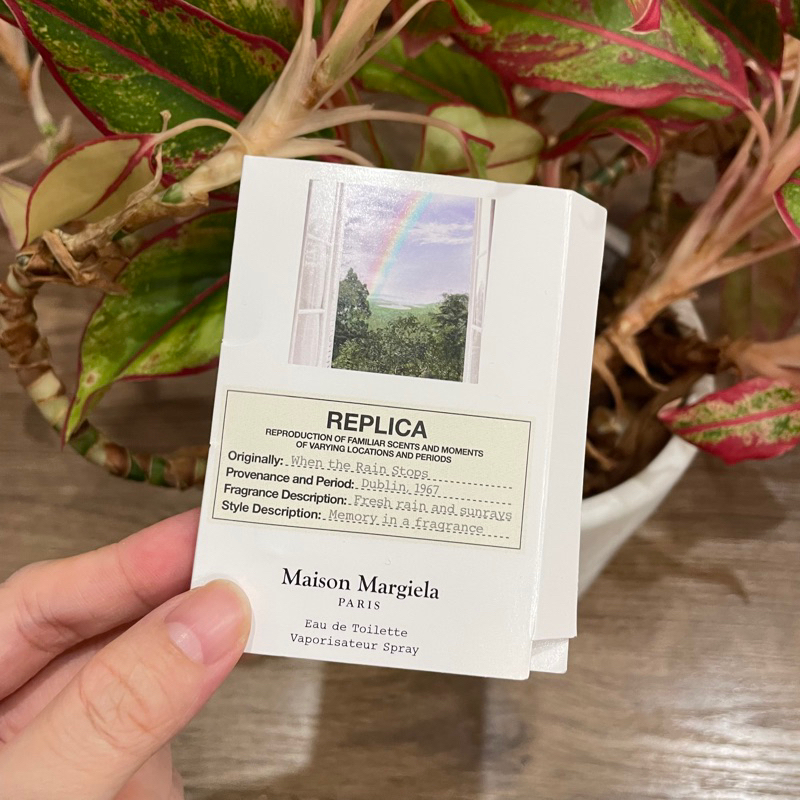 REPLICA
REPRODUCTION OF FAMILIAR SCENTS AND MOMENTS
OF VARYING LOCATIONS AND PERIODS
Originally: When the Rain Stops
Provenance and Period: Dublin, 1967
Fragrance Description: Fresh rain and sunrays
Style Description: Memory in a fragrance
Maison Margiela
PARIS
Eau de Toilette
Vaporisateur Spray